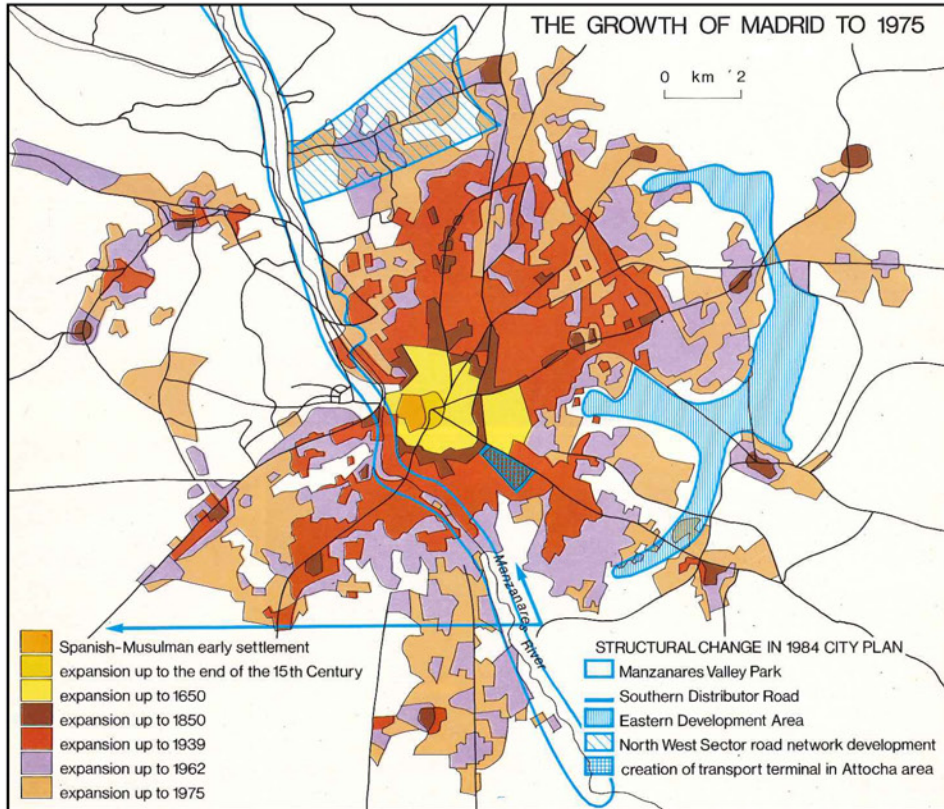 THE GROWTH OF MADRID TO 1975
0 km 2
Manzanares River
Spanish-Musulman early settlement
expansion up to the end of the 15th Century
expansion up to 1650
expansion up to 1850
expansion up to 1939
expansion up to 1962
expansion up to 1975
STRUCTURAL CHANGE IN 1984 CITY PLAN
Manzanares Valley Park
Southern Distributor Road
Eastern Development Area
North West Sector road network development
creation of transport terminal in Attocha area